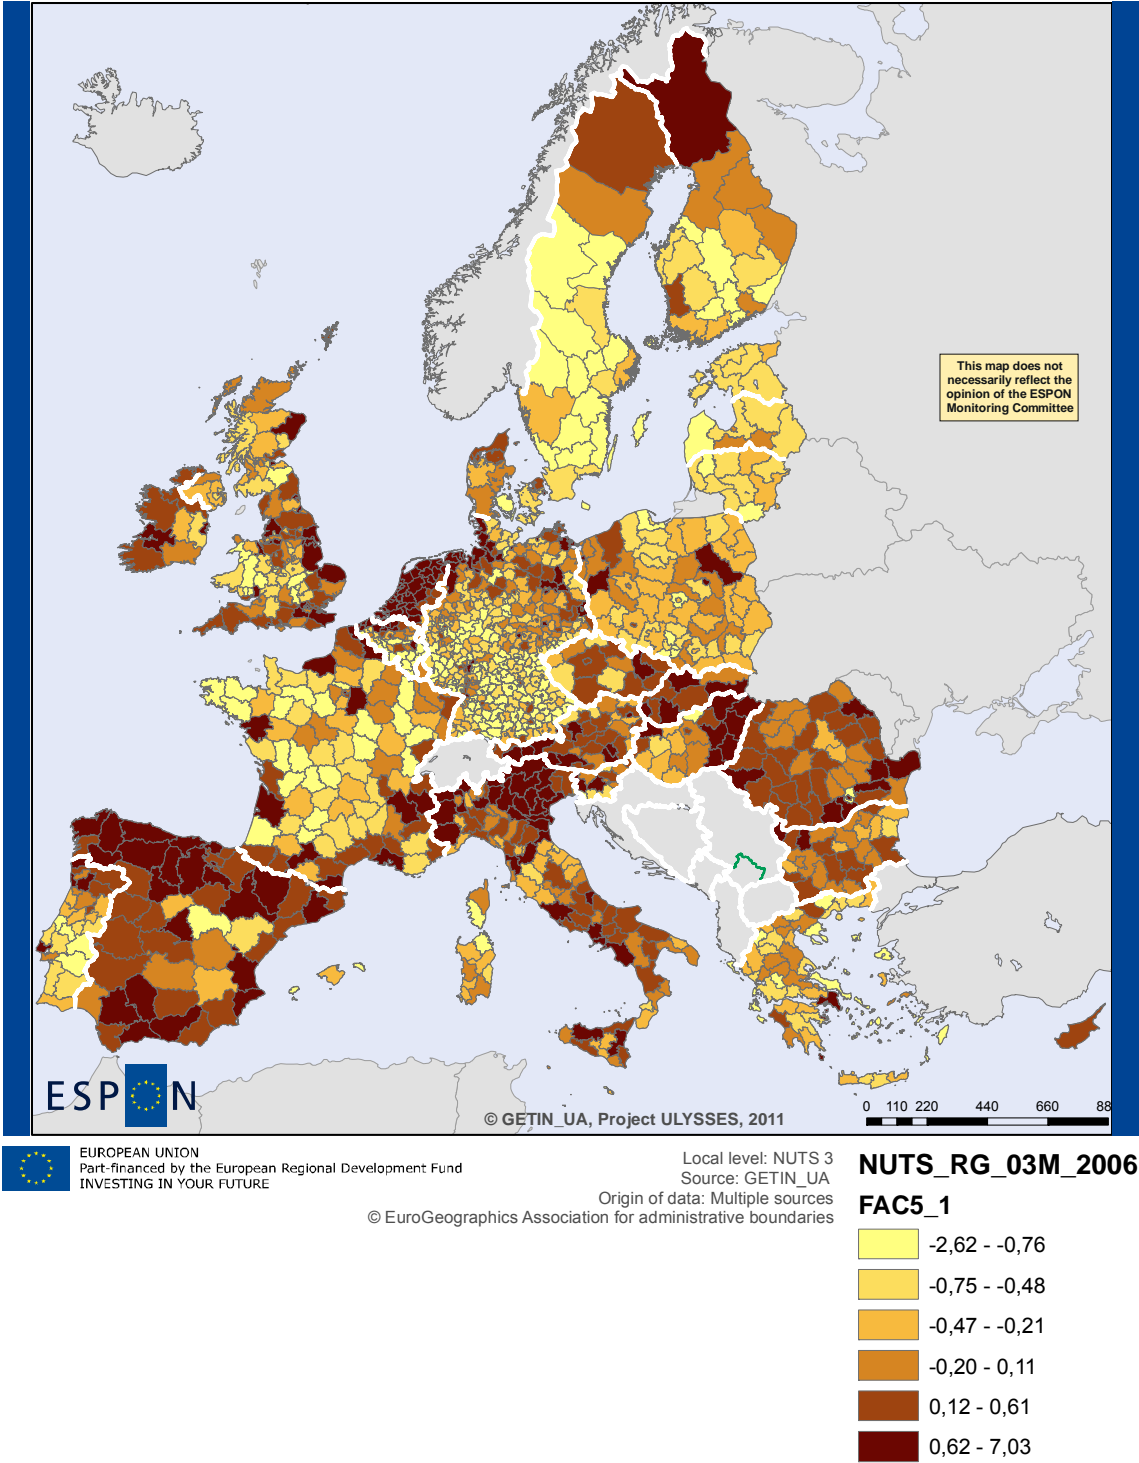 This map does not
necessarily reflect the
opinion of the ESPON
Monitoring Committee
ESPON
© GETIN_UA, Project ULYSSES, 2011
0 110 220 440 660 88
EUROPEAN UNION
Part-financed by the European Regional Development Fund
INVESTING IN YOUR FUTURE
Local level: NUTS 3
Source: GETIN_UA
Origin of data: Multiple sources
© EuroGeographics Association for administrative boundaries
NUTS_RG_03M_2006
FAC5_1
-2,62 - -0,76
-0,75 - -0,48
-0,47 - -0,21
-0,20 - 0,11
0,12 - 0,61
0,62 - 7,03